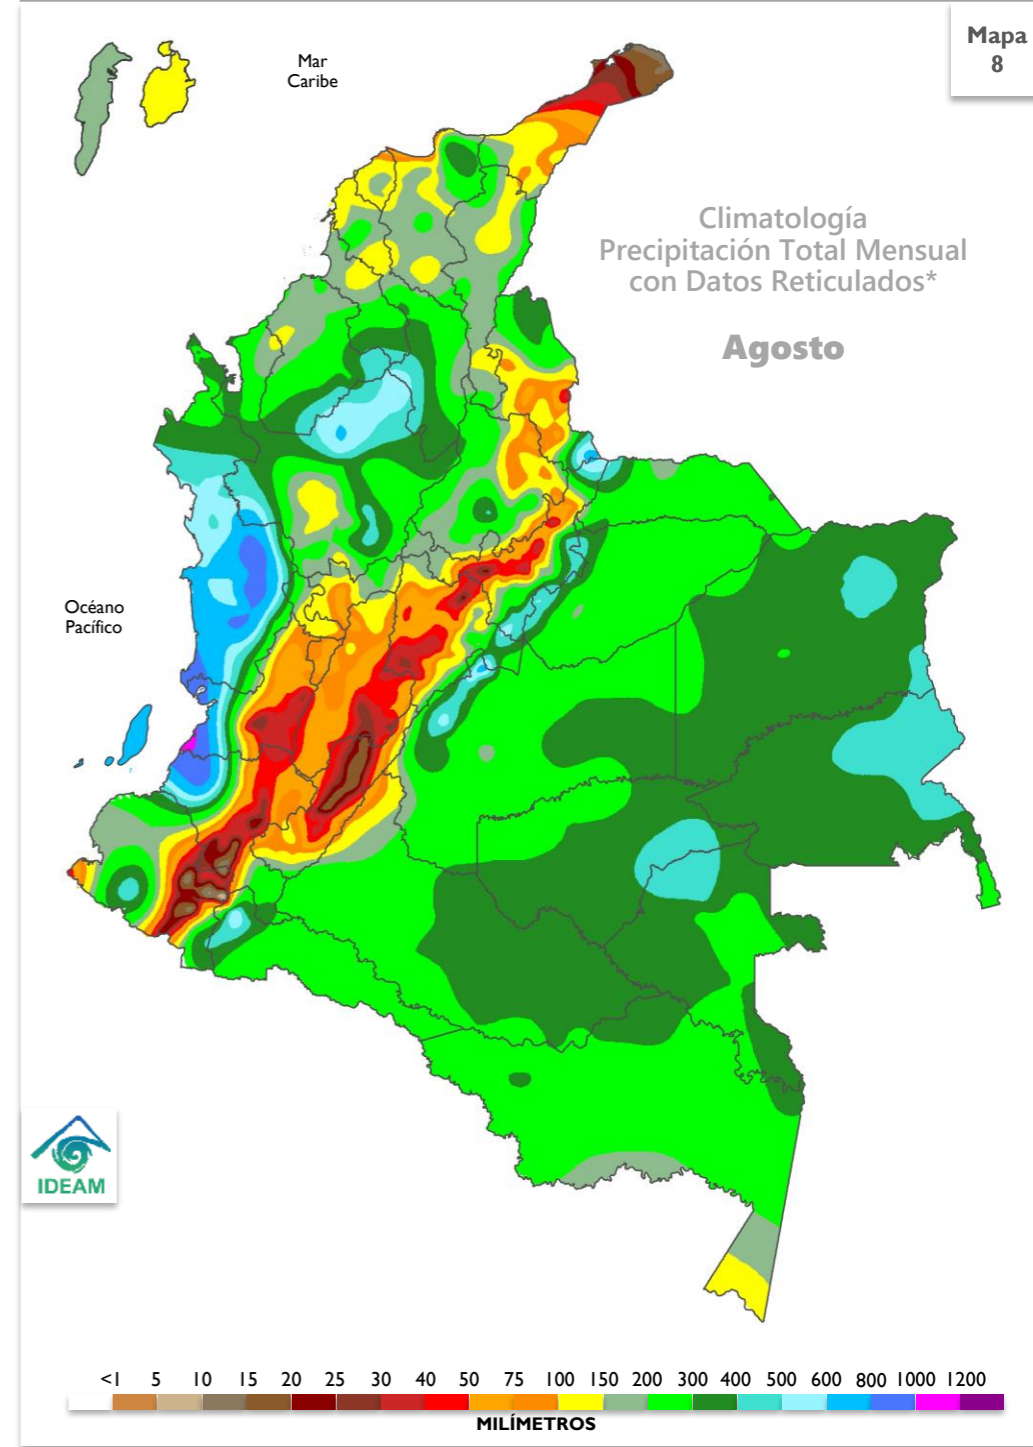 Mapa
8
Mar
Caribe
Climatología
Precipitación Total Mensual
con Datos Reticulados*
Agosto
Océano
Pacífico
IDEAM
<1 5 10 15 20 25 30 40 50 75 100 150 200 300 400 500 600 800 1000 1200
MILÍMETROS